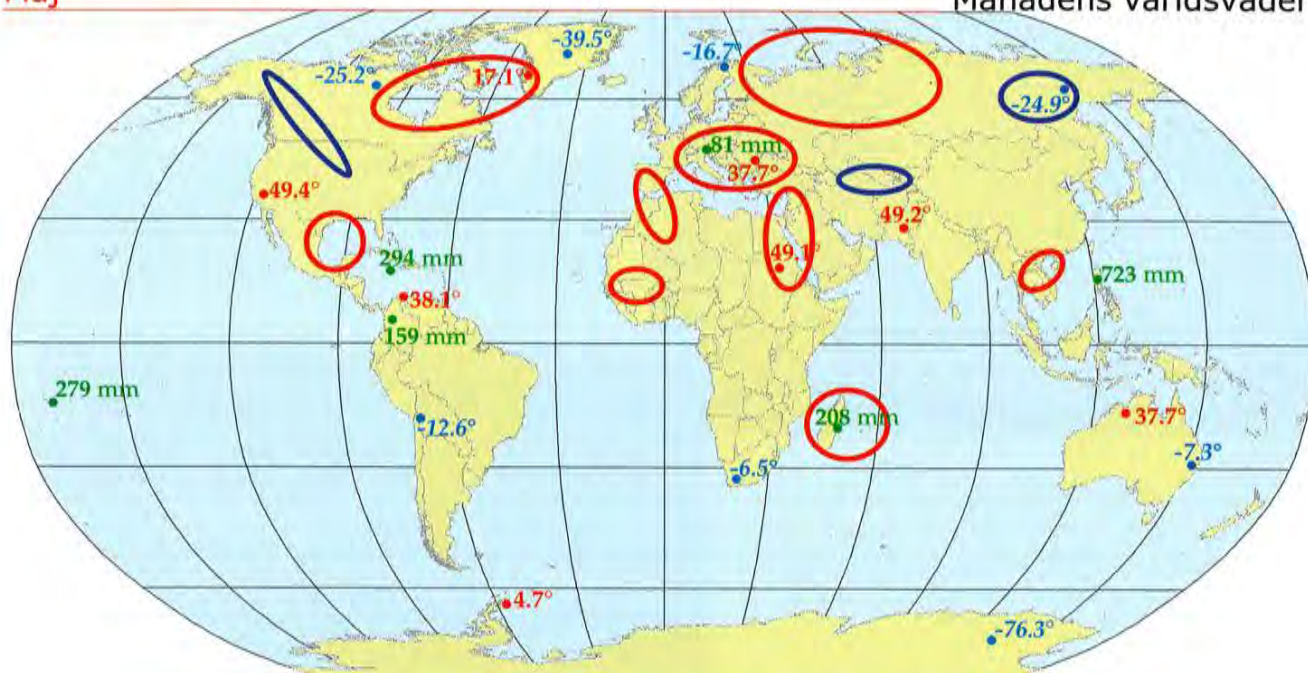 Maj
Månadens världsväder
-39.5°
-16.7°
-25.2°
17.1°
-24.9°
81 mm
37.7°
49.4°
49.2°
49.1°
294 mm
723 mm
38.1°
159 mm
279 mm
208 mm
37.7°
-12.6°
-7.3°
-6.5°
4.7°
-76.3°